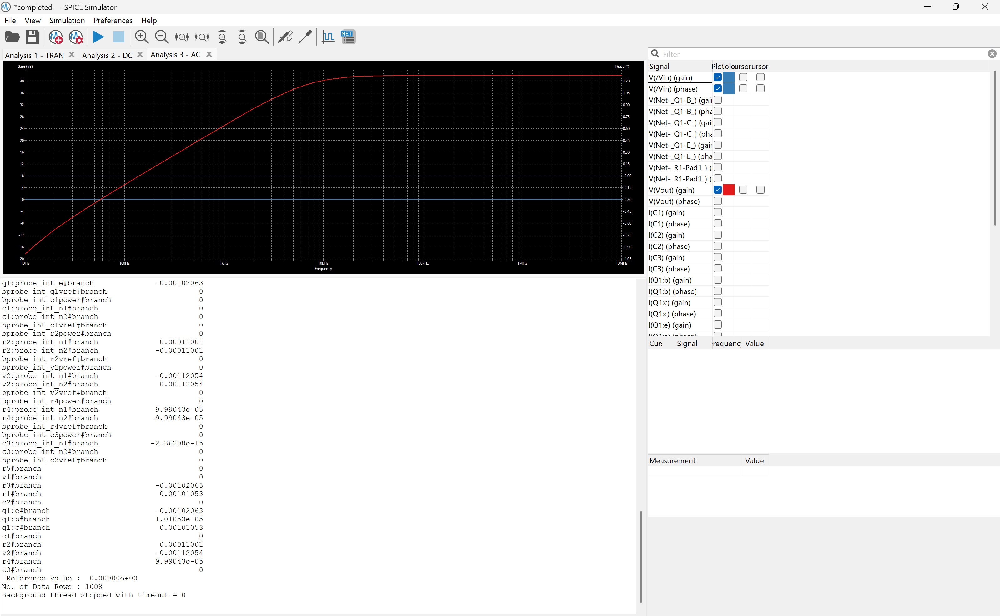 *completed — SPICE Simulator
File View Simulation Preferences Help
NET
Analysis 1 - TRAN
Analysis 2 - DC
Analysis 3 - AC
Gain (dB)
Phase (°)
40
36
32
28
24
20
16
12
8
4
0
-4
-8
-12
-16
-20
1.20
1.05
0.90
0.75
0.60
0.45
0.30
0.15
-0.00
-0.15
-0.30
-0.45
-0.60
-0.75
-0.90
-1.05
10Hz 100Hz 1kHz 10kHz 100kHz 1MHz 10MHz
Frequency
q1:probe_int_e#branch -0.00102063
bprobe_int_q1vref#branch 0
bprobe_int_c1power#branch 0
c1:probe_int_n1#branch 0
c1:probe_int_n2#branch 0
bprobe_int_c1vref#branch 0
bprobe_int_r2power#branch 0
r2:probe_int_n1#branch 0.00011001
r2:probe_int_n2#branch -0.00011001
bprobe_int_r2vref#branch 0
bprobe_int_v2power#branch 0
v2:probe_int_n1#branch -0.00112054
v2:probe_int_n2#branch 0.00112054
bprobe_int_v2vref#branch 0
bprobe_int_r4power#branch 0
r4:probe_int_n1#branch 9.99043e-05
r4:probe_int_n2#branch -9.99043e-05
bprobe_int_r4vref#branch 0
bprobe_int_c3power#branch 0
c3:probe_int_n1#branch -2.36208e-15
c3:probe_int_n2#branch 0
bprobe_int_c3vref#branch 0
r5#branch 0
v1#branch 0
r3#branch -0.00102063
r1#branch 0.00101053
c2#branch 0
q1:e#branch -0.00102063
q1:b#branch 1.01053e-05
q1:c#branch 0.00101053
c1#branch 0
r2#branch 0.00011001
v2#branch -0.00112054
r4#branch 9.99043e-05
c3#branch 0
Reference value : 0.00000e+00
No. of Data Rows : 1008
Background thread stopped with timeout = 0
Filter
Signal Plot Colo ursor ursor
V(/Vin) (gain)
V(/Vin) (phase)
V(Net-_Q1-B_) (gai
V(Net-_Q1-B_) (pha
V(Net-_Q1-C_) (gai
V(Net-_Q1-C_) (pha
V(Net-_Q1-E_) (gair
V(Net-_Q1-E_) (pha
V(Net-_R1-Pad1_) (
V(Net-_R1-Pad1_) (
V(Vout) (gain)
V(Vout) (phase)
I(C1) (gain)
I(C1) (phase)
I(C2) (gain)
I(C2) (phase)
I(C3) (gain)
I(C3) (phase)
I(Q1:b) (gain)
I(Q1:b) (phase)
I(Q1:c) (gain)
I(Q1:c) (phase)
I(Q1:e) (gain)
I(Q1:e) (phase)
Curs Signal requenc Value
Measurement Value